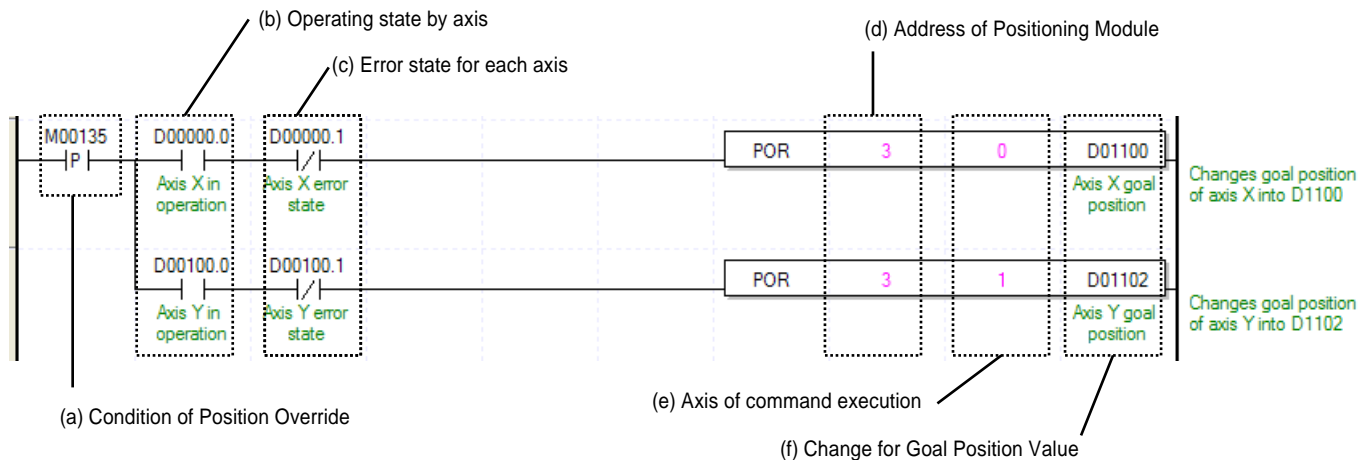 (b) Operating state by axis
(d) Address of Positioning Module
(c) Error state for each axis
M00135
D00000.0
D00000.1
P
POR
3
0
D01100
Axis X in
operation
Axis X error
state
Axis X goal
position
Changes goal position
of axis X into D1100
D00100.0
D00100.1
POR
3
1
D01102
Axis Y in
operation
Axis Y error
state
Axis Y goal
position
Changes goal position
of axis Y into D1102
(e) Axis of command execution
(a) Condition of Position Override
(f) Change for Goal Position Value